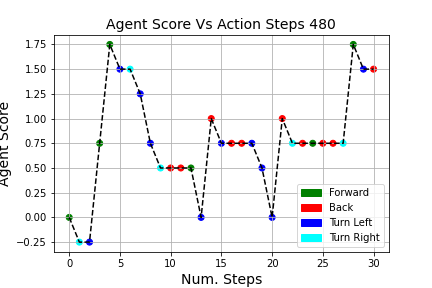 Agent Score Vs Action Steps 480
Agent Score
1.75
1.50
1.25
1.00
0.75
0.50
0.25
0.00
−0.25
0 5 10 15 20 25 30
Num. Steps
Forward
Back
Turn Left
Turn Right